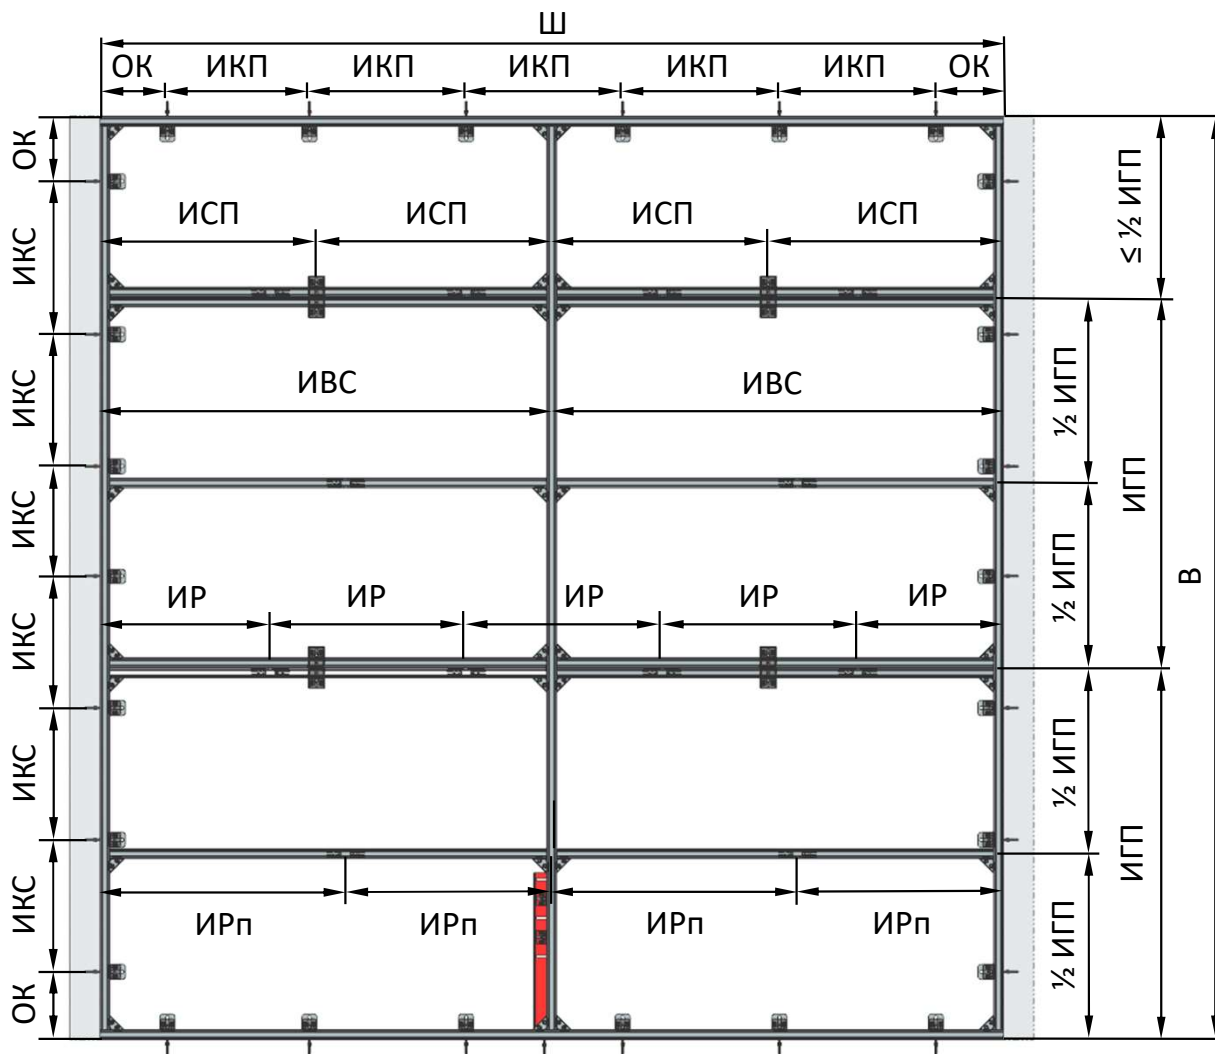 Ш
ОК ИКП ИКП ИКП ИКП ИКП ОК
ОК
ИКС
ИСП ИСП ИСП ИСП
≤ ½ ИГП
ИВС ИВС
ИКС
½ ИГП
ИГП
ИКС
½ ИГП
В
ИР ИР ИР ИР ИР
ИКС
½ ИГП
ИКС
ИГП
ИКС
ИРп ИРп ИРп ИРп
½ ИГП
ОК